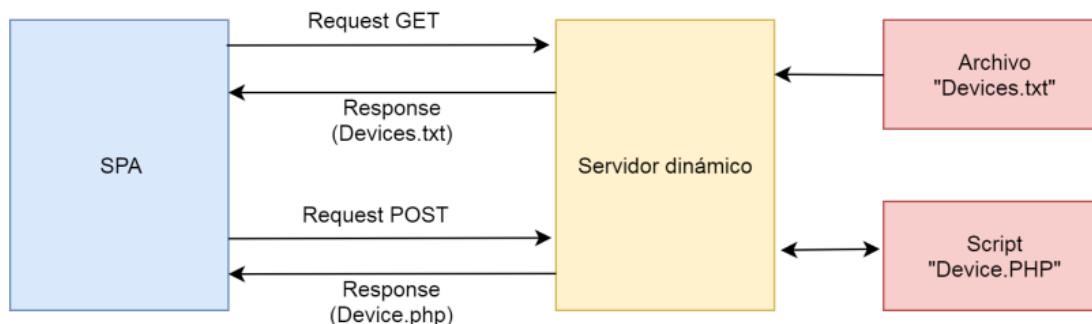 Request GET
Response
(Devices.txt)
SPA
Request POST
Response
(Device.php)
Servidor dinámico
Archivo
"Devices.txt"
Script
"Device.PHP"